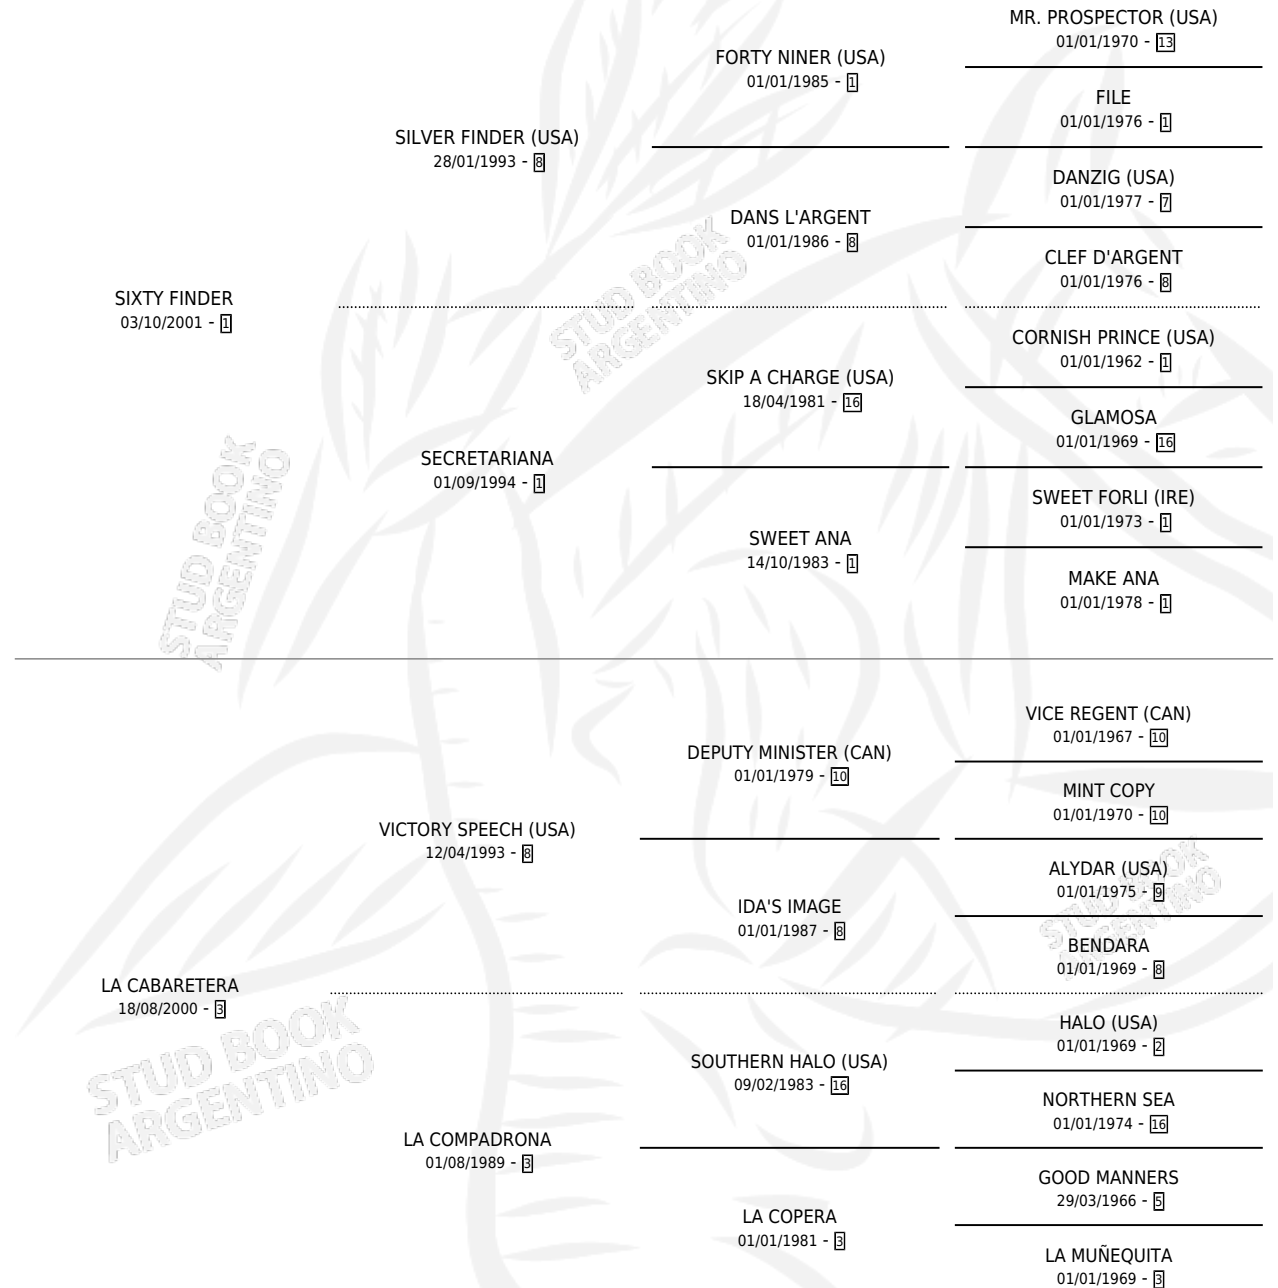 MR. PROSPECTOR (USA)
01/01/1970 - 13
FORTY NINER (USA)
01/01/1985 - 1
FILE
01/01/1976 - 1
SILVER FINDER (USA)
28/01/1993 - 8
DANZIG (USA)
01/01/1977 - 7
DANS L'ARGENT
01/01/1986 - 8
CLEF D'ARGENT
01/01/1976 - 8
SIXTY FINDER
03/10/2001 - 1
CORNISH PRINCE (USA)
01/01/1962 - 1
SKIP A CHARGE (USA)
18/04/1981 - 16
GLAMOSA
01/01/1969 - 16
SECRETARIANA
01/09/1994 - 1
SWEET FORLI (IRE)
01/01/1973 - 1
SWEET ANA
14/10/1983 - 1
MAKE ANA
01/01/1978 - 1
VICE REGENT (CAN)
01/01/1967 - 10
DEPUTY MINISTER (CAN)
01/01/1979 - 10
MINT COPY
01/01/1970 - 10
VICTORY SPEECH (USA)
12/04/1993 - 8
ALYDAR (USA)
01/01/1975 - 9
IDA'S IMAGE
01/01/1987 - 8
BENDARA
01/01/1969 - 8
LA CABARETERA
18/08/2000 - 3
HALO (USA)
01/01/1969 - 2
SOUTHERN HALO (USA)
09/02/1983 - 16
NORTHERN SEA
01/01/1974 - 16
LA COMPADRONA
01/08/1989 - 3
GOOD MANNERS
29/03/1966 - 5
LA COPERA
01/01/1981 - 3
LA MUÑEQUITA
01/01/1969 - 3
STUD BOOK
ARGENTINO
STUD BOOK
ARGENTINO
STUD BOOK
ARGENTINO
STUD BOOK
ARGENTINO